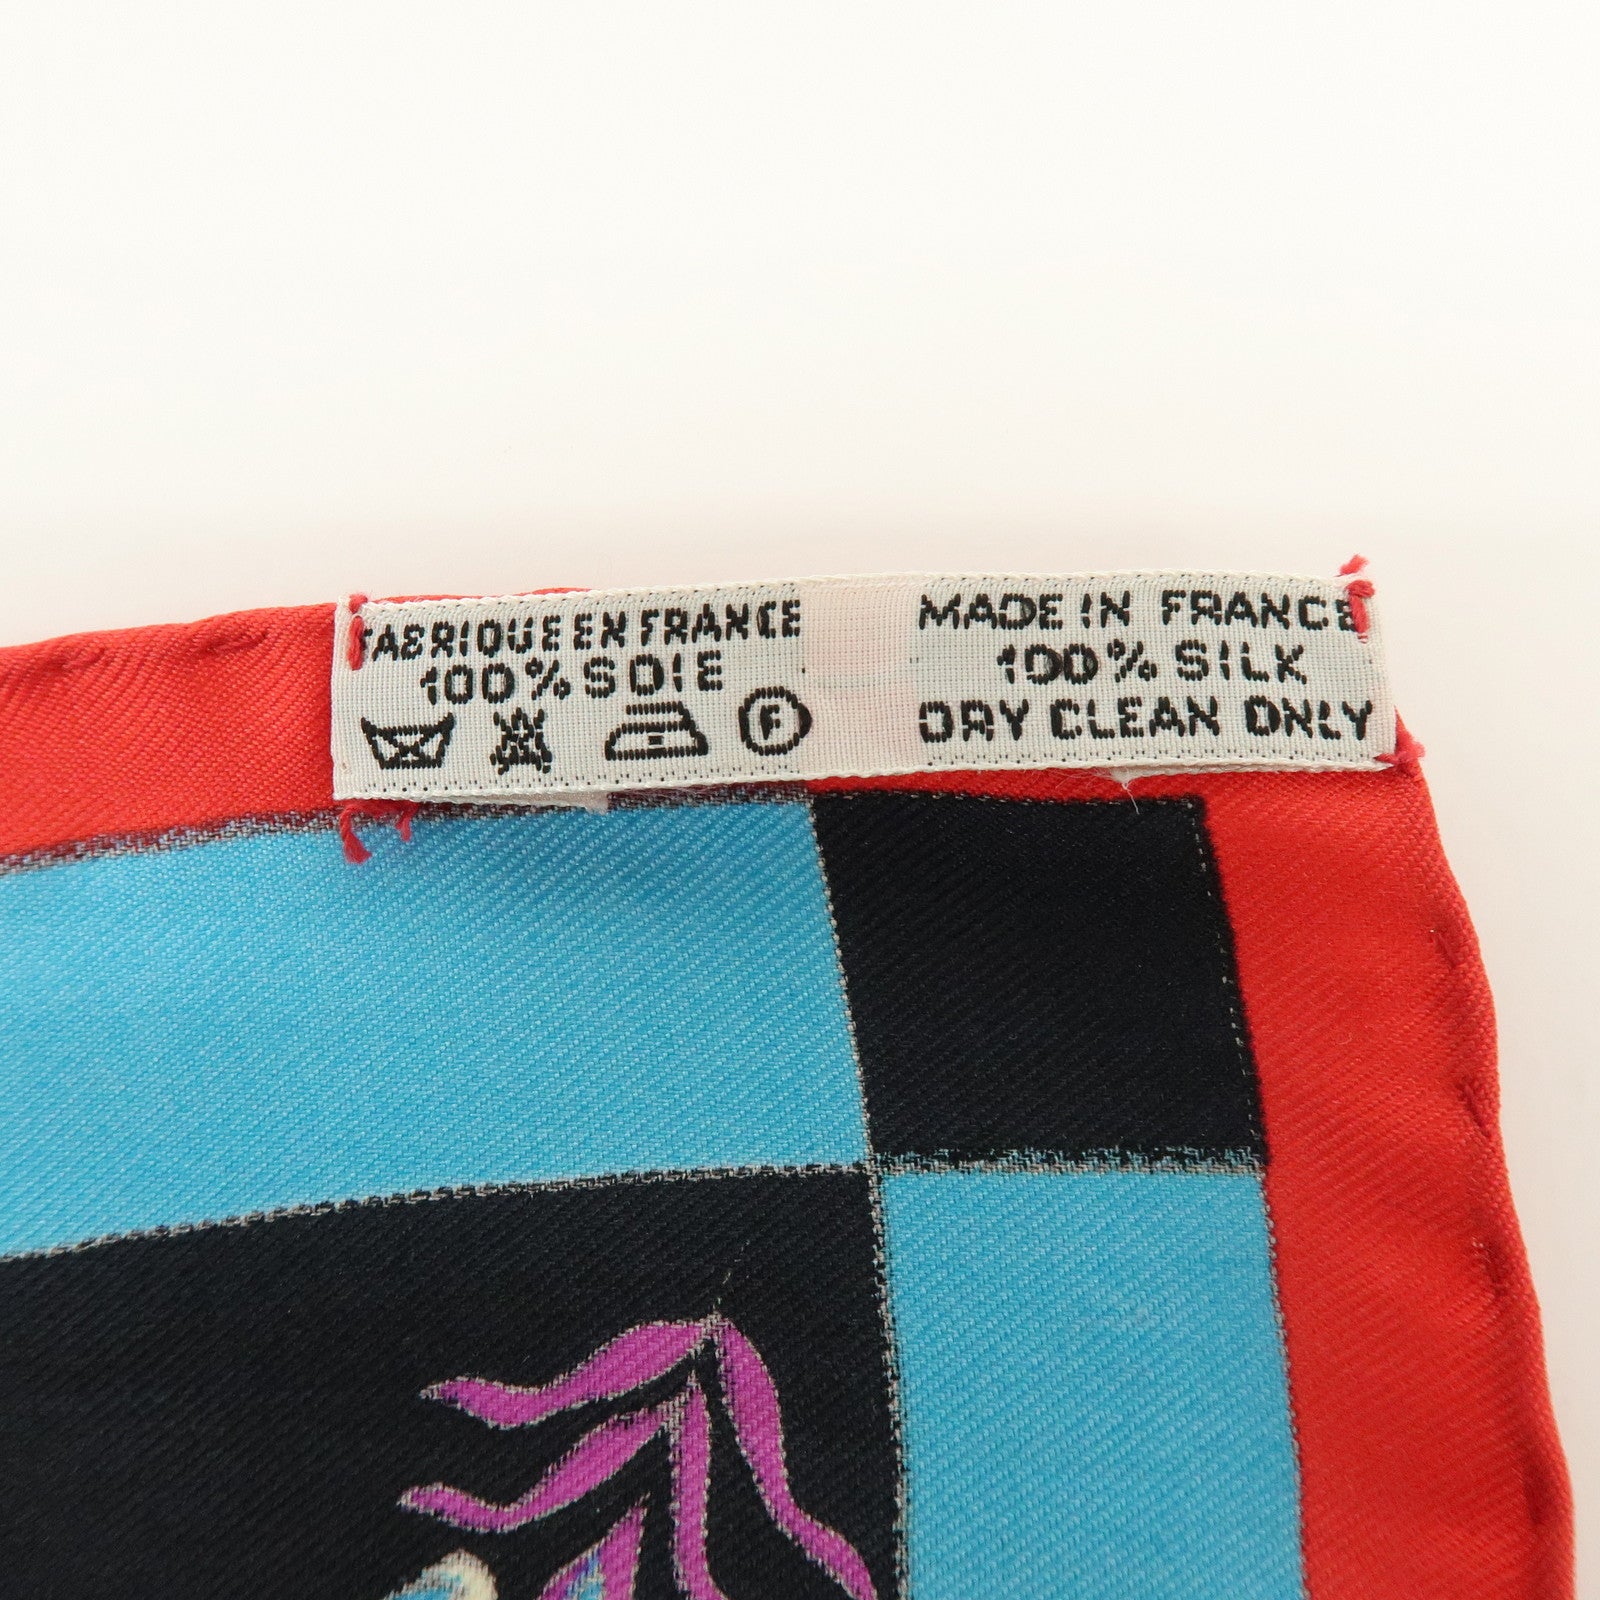 FABRIQUE EN FRANCE
100% SOIE
F
MADE IN FRANCE
100% SILK
DRY CLEAN ONLY